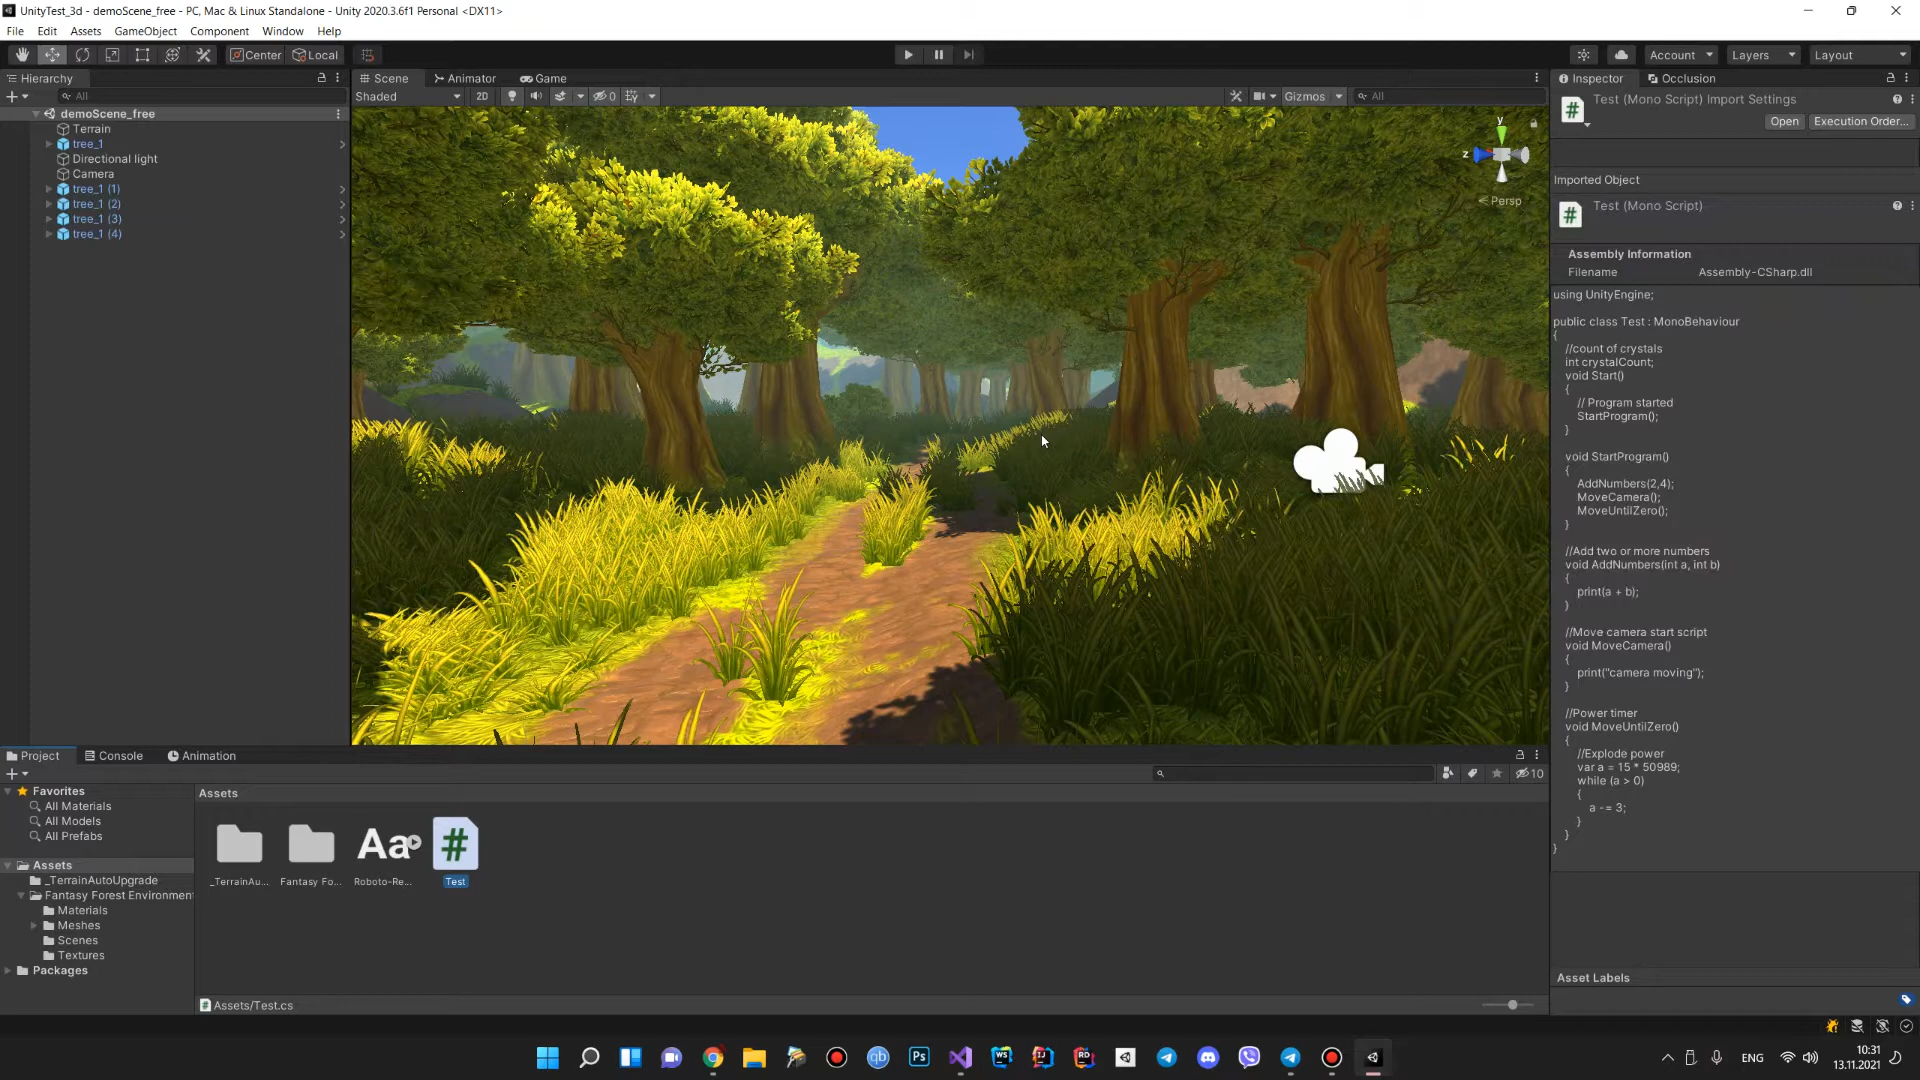 UnityTest_3d - demoScene_free - PC, Mac & Linux Standalone - Unity 2020.3.6f1 Personal <DX11>
File Edit Assets GameObject Component Window Help
Center Local Account Layers Layout
Hierarchy Scene Animator Game Inspector Occlusion
All
Shaded 2D 0 Gizmos All
demoScene_free
Terrain
tree_1
Directional light
Camera
tree_1 (1)
tree_1 (2)
tree_1 (3)
tree_1 (4)
y
z
Persp
Test (Mono Script) Import Settings
Open Execution Order...
Imported Object
Test (Mono Script)
Assembly Information
Filename Assembly-CSharp.dll
using UnityEngine;
public class Test : MonoBehaviour
{
//count of crystals
int crystalCount;
void Start()
{
// Program started
StartProgram();
}
void StartProgram()
{
AddNumbers(2,4);
MoveCamera();
MoveUntilZero();
}
//Add two or more numbers
void AddNumbers(int a, int b)
{
print(a + b);
}
//Move camera start script
void MoveCamera()
{
print("camera moving");
}
//Power timer
void MoveUntilZero()
{
//Explode power
var a = 15 * 50989;
while (a > 0)
{
a -= 3;
}
}
}
Asset Labels
Project Console Animation
10
Favorites
All Materials
All Models
All Prefabs
Assets
_TerrainAutoUpgrade
Fantasy Forest Environment
Materials
Meshes
Scenes
Textures
Packages
Assets
Aa
#
_TerrainAu... Fantasy Fo... Roboto-Re... Test
Assets/Test.cs
qb Ps WS IJ RD
ENG
10:31
13.11.2021